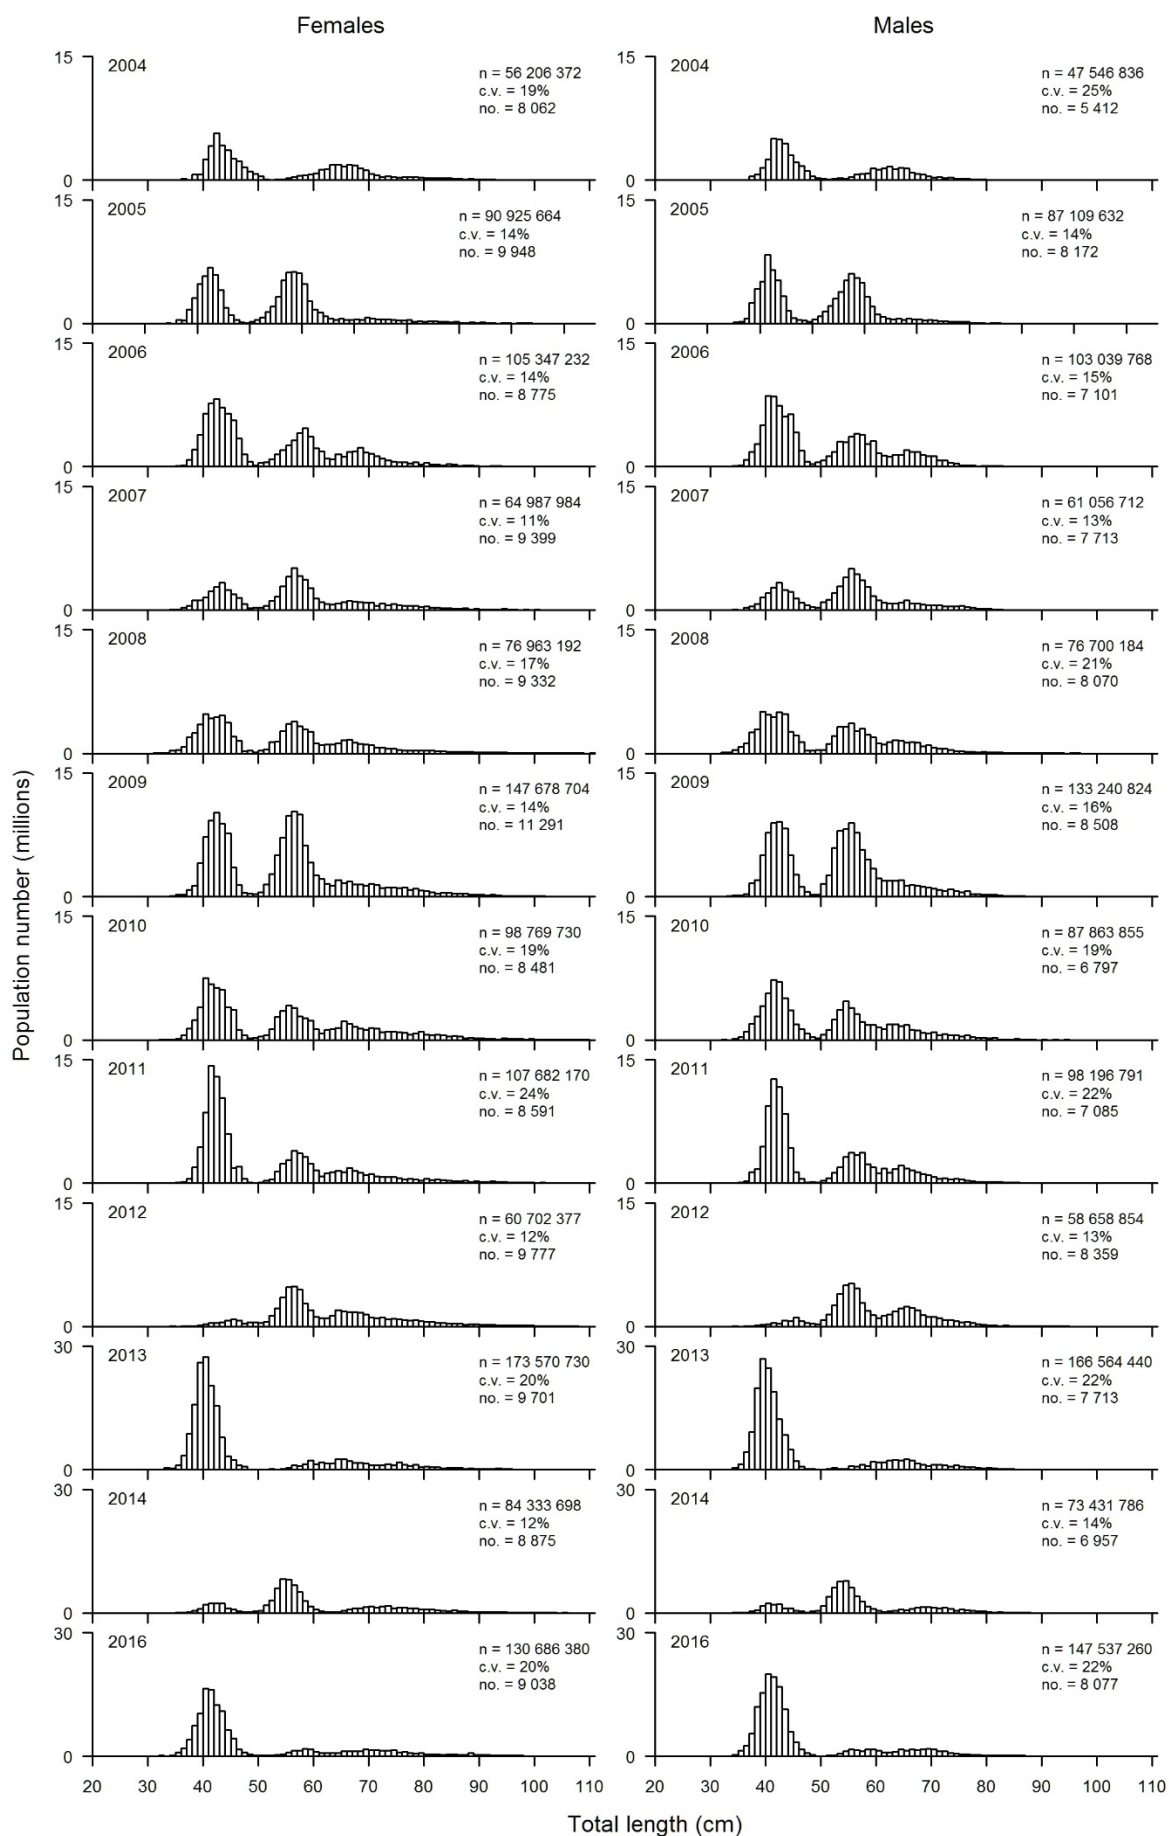 Females Males
15 2004 n = 56 206 372 2004 n = 47 546 836
c.v. = 19% c.v. = 25%
no. = 8 062 no. = 5 412
0 0
15 2005 n = 90 925 664 15 2005 n = 87 109 632
c.v. = 14% c.v. = 14%
no. = 9 948 no. = 8 172
0 0
15 2006 n = 105 347 232 15 2006 n = 103 039 768
c.v. = 14% c.v. = 15%
no. = 8 775 no. = 7 101
0 0
15 2007 n = 64 987 984 15 2007 n = 61 056 712
c.v. = 11% c.v. = 13%
no. = 9 399 no. = 7 713
0 0
15 2008 n = 76 963 192 15 2008 n = 76 700 184
c.v. = 17% c.v. = 21%
no. = 9 332 no. = 8 070
0 0
15 2009 n = 147 678 704 15 2009 n = 133 240 824
c.v. = 14% c.v. = 16%
no. = 11 291 no. = 8 508
0 0
15 2010 n = 98 769 730 15 2010 n = 87 863 855
c.v. = 19% c.v. = 19%
no. = 8 481 no. = 6 797
0 0
15 2011 n = 107 682 170 15 2011 n = 98 196 791
c.v. = 24% c.v. = 22%
no. = 8 591 no. = 7 085
0 0
15 2012 n = 60 702 377 15 2012 n = 58 658 854
c.v. = 12% c.v. = 13%
no. = 9 777 no. = 8 359
0 0
30 2013 n = 173 570 730 30 2013 n = 166 564 440
c.v. = 20% c.v. = 22%
no. = 9 701 no. = 7 713
0 0
30 2014 n = 84 333 698 30 2014 n = 73 431 786
c.v. = 12% c.v. = 14%
no. = 8 875 no. = 6 957
0 0
30 2016 n = 130 686 380 30 2016 n = 147 537 260
c.v. = 20% c.v. = 22%
no. = 9 038 no. = 8 077
0 0
20 30 40 50 60 70 80 90 100 110 20 30 40 50 60 70 80 90 100 110
Total length (cm)
Population number (millions)